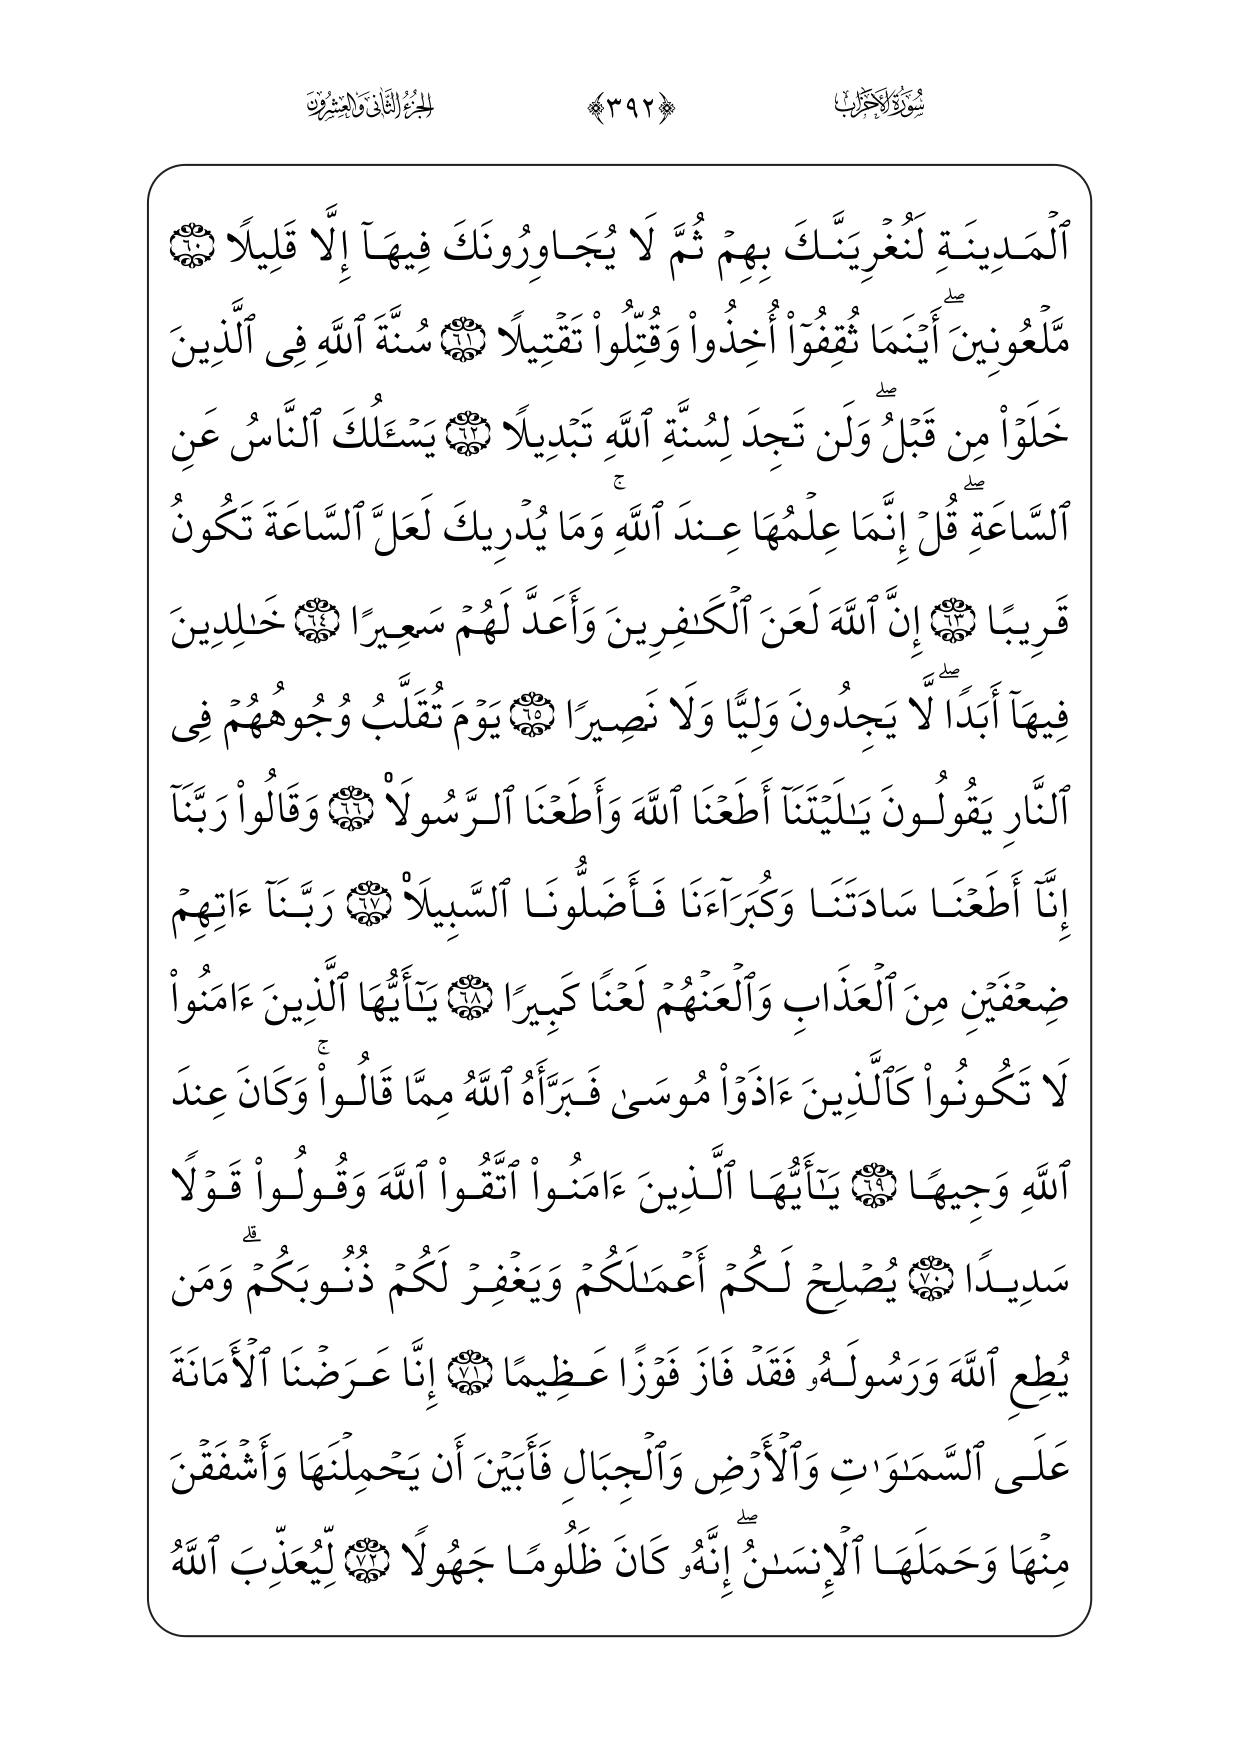 سُورَةُ الأَحْزَاب ﴿٣٩٢﴾ الجُزْءُ الثَّانِي وَالعِشْرُونَ
ٱلۡمَدِينَةِ لَنُغۡرِيَنَّكَ بِهِمۡ ثُمَّ لَا يُجَاوِرُونَكَ فِيهَآ إِلَّا قَلِيلٗا ٦٠
مَّلۡعُونِينَۖ أَيۡنَمَا ثُقِفُوٓاْ أُخِذُواْ وَقُتِّلُواْ تَقۡتِيلٗا ٦١ سُنَّةَ ٱللَّهِ فِي ٱلَّذِينَ
خَلَوۡاْ مِن قَبۡلُۖ وَلَن تَجِدَ لِسُنَّةِ ٱللَّهِ تَبۡدِيلٗا ٦٢ يَسۡـَٔلُكَ ٱلنَّاسُ عَنِ
ٱلسَّاعَةِۖ قُلۡ إِنَّمَا عِلۡمُهَا عِندَ ٱللَّهِۚ وَمَا يُدۡرِيكَ لَعَلَّ ٱلسَّاعَةَ تَكُونُ
قَرِيبًا ٦٣ إِنَّ ٱللَّهَ لَعَنَ ٱلۡكَٰفِرِينَ وَأَعَدَّ لَهُمۡ سَعِيرًا ٦٤ خَٰلِدِينَ
فِيهَآ أَبَدٗاۖ لَّا يَجِدُونَ وَلِيّٗا وَلَا نَصِيرٗا ٦٥ يَوۡمَ تُقَلَّبُ وُجُوهُهُمۡ فِي
ٱلنَّارِ يَقُولُونَ يَٰلَيۡتَنَآ أَطَعۡنَا ٱللَّهَ وَأَطَعۡنَا ٱلرَّسُولَا۠ ٦٦ وَقَالُواْ رَبَّنَآ
إِنَّآ أَطَعۡنَا سَادَتَنَا وَكُبَرَآءَنَا فَأَضَلُّونَا ٱلسَّبِيلَا۠ ٦٧ رَبَّنَآ ءَاتِهِمۡ
ضِعۡفَيۡنِ مِنَ ٱلۡعَذَابِ وَٱلۡعَنۡهُمۡ لَعۡنٗا كَبِيرٗا ٦٨ يَٰٓأَيُّهَا ٱلَّذِينَ ءَامَنُواْ
لَا تَكُونُواْ كَٱلَّذِينَ ءَاذَوۡاْ مُوسَىٰ فَبَرَّأَهُ ٱللَّهُ مِمَّا قَالُواْۚ وَكَانَ عِندَ
ٱللَّهِ وَجِيهٗا ٦٩ يَٰٓأَيُّهَا ٱلَّذِينَ ءَامَنُواْ ٱتَّقُواْ ٱللَّهَ وَقُولُواْ قَوۡلٗا
سَدِيدٗا ٧٠ يُصۡلِحۡ لَكُمۡ أَعۡمَٰلَكُمۡ وَيَغۡفِرۡ لَكُمۡ ذُنُوبَكُمۡۗ وَمَن
يُطِعِ ٱللَّهَ وَرَسُولَهُۥ فَقَدۡ فَازَ فَوۡزًا عَظِيمًا ٧١ إِنَّا عَرَضۡنَا ٱلۡأَمَانَةَ
عَلَى ٱلسَّمَٰوَٰتِ وَٱلۡأَرۡضِ وَٱلۡجِبَالِ فَأَبَيۡنَ أَن يَحۡمِلۡنَهَا وَأَشۡفَقۡنَ
مِنۡهَا وَحَمَلَهَا ٱلۡإِنسَٰنُۖ إِنَّهُۥ كَانَ ظَلُومٗا جَهُولٗا ٧٢ لِّيُعَذِّبَ ٱللَّهُ